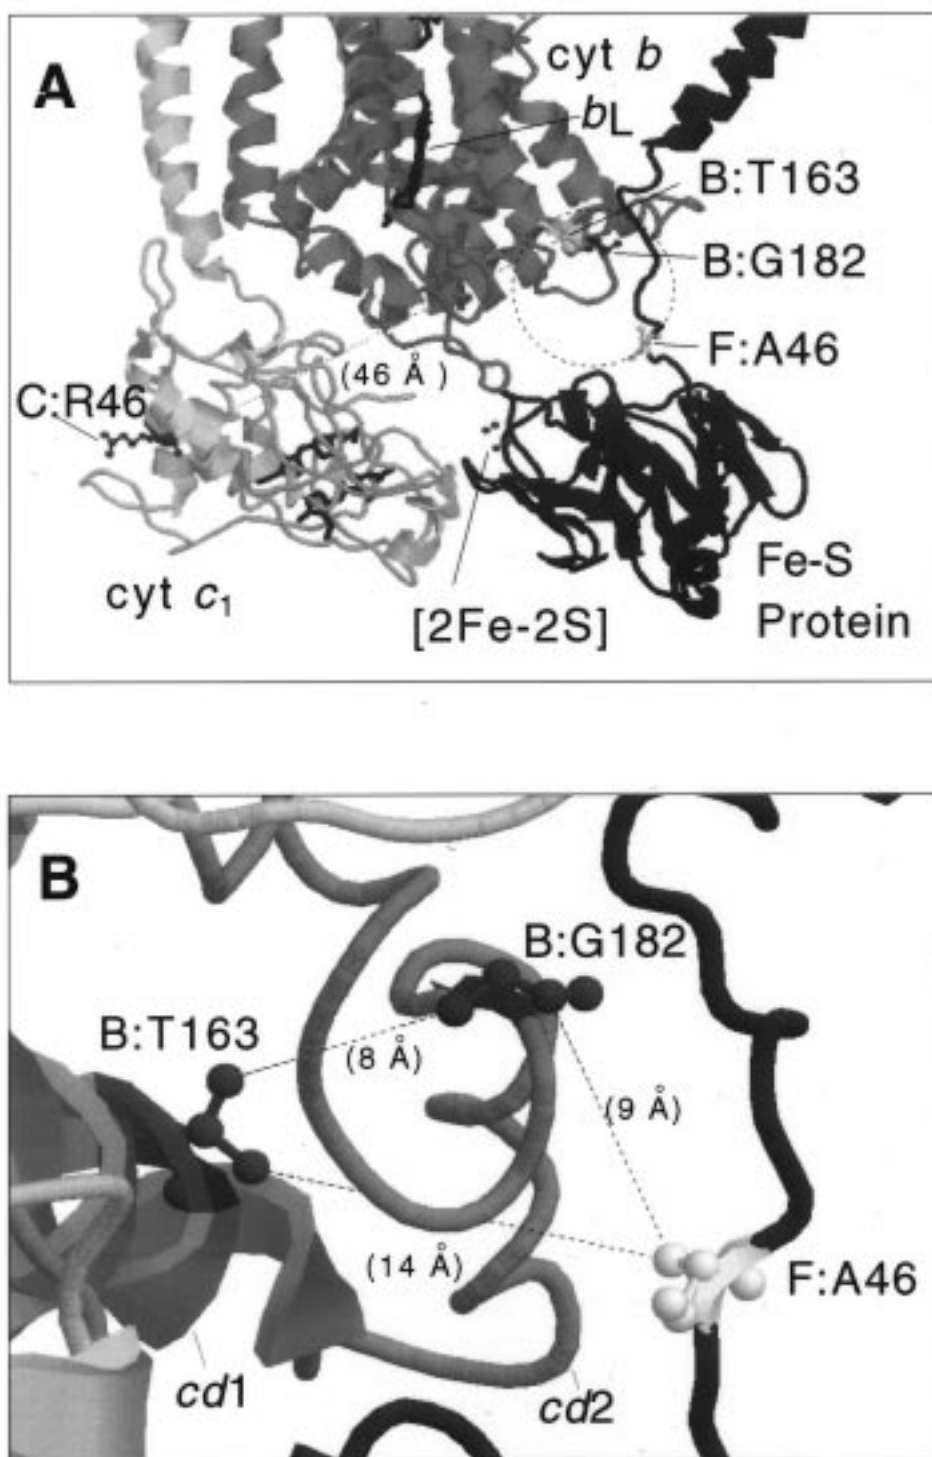 A
cyt b
bL
B:T163
B:G182
F:A46
(46 Å )
C:R46
cyt c1
[2Fe-2S]
Fe-S
Protein
B
B:G182
B:T163
(8 Å)
(9 Å)
(14 Å)
F:A46
cd1
cd2